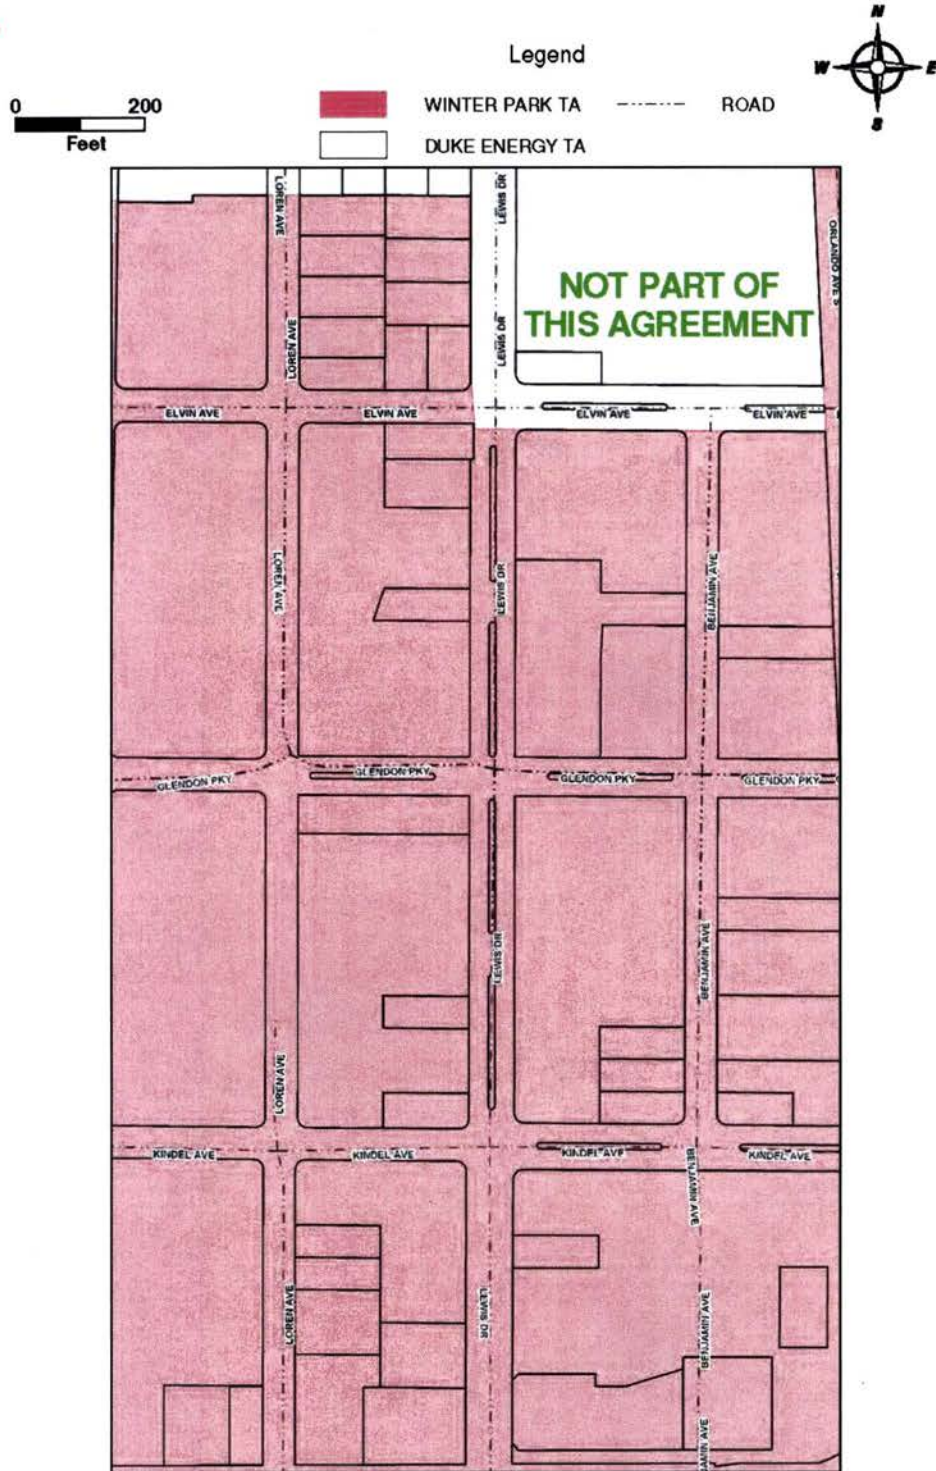 N
Legend
W
E
0
200
WINTER PARK TA
ROAD
S
Feet
DUKE ENERGY TA
LOREN AVE
LEWIS DR
ORLANDO AVE S
NOT PART OF
THIS AGREEMENT
LOREN AVE
LEWIS DR
ELVIN AVE
ELVIN AVE
ELVIN AVE
ELVIN AVE
LOREN AVE
LEWIS DR
BENJAMIN AVE
GLENDON PKY
GLENDON PKY
GLENDON PKY
GLENDON PKY
LEWIS DR
BENJAMIN AVE
LOREN AVE
KINDEL AVE
KINDEL AVE
KINDEL AVE
KINDEL AVE
BENJAMIN AVE
LOREN AVE
LEWIS DR
BENJAMIN AVE
JAMIN AVE